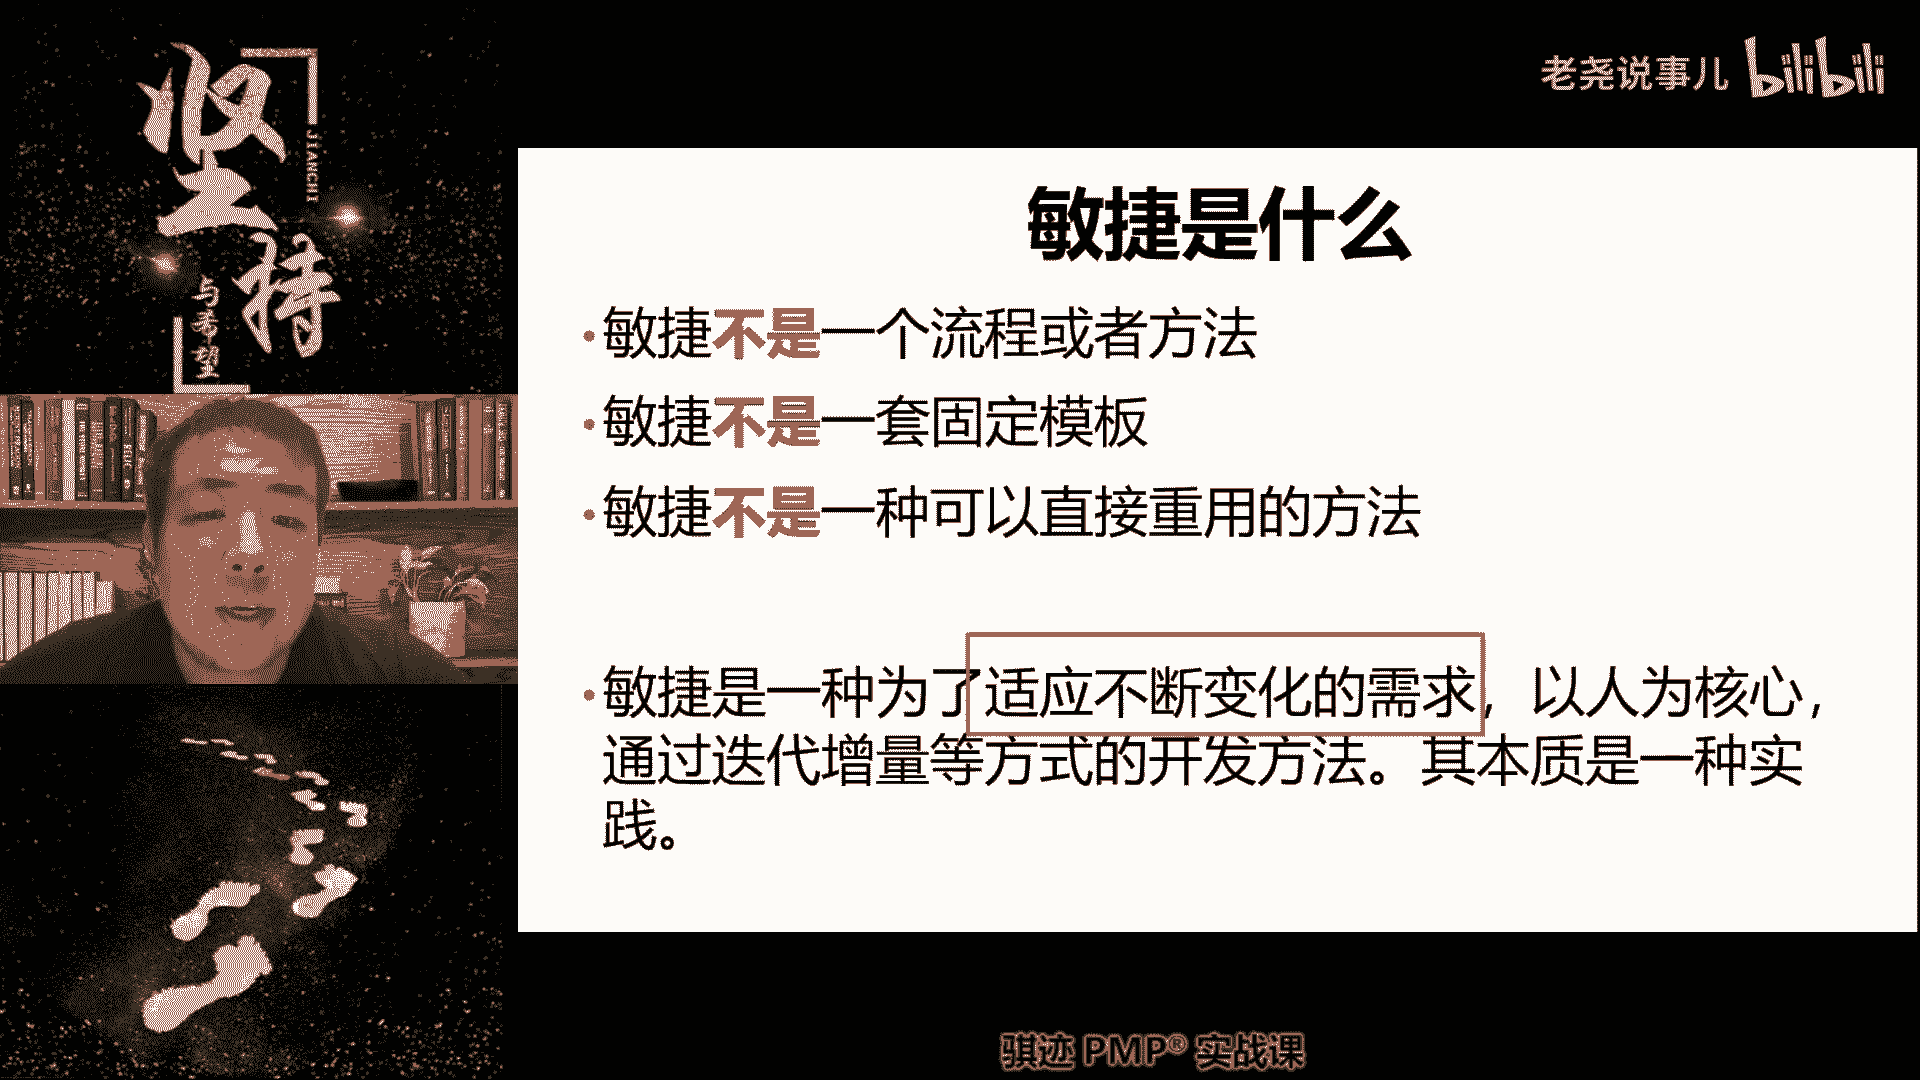 坚持
JIANCHI
与希望
老尧说事儿 bilibili
敏捷是什么
•敏捷不是一个流程或者方法
•敏捷不是一套固定模板
•敏捷不是一种可以直接重用的方法
•敏捷是一种为了适应不断变化的需求，以人为核心，
通过迭代增量等方式的开发方法。其本质是一种实
践。
骐迹 PMP® 实战课